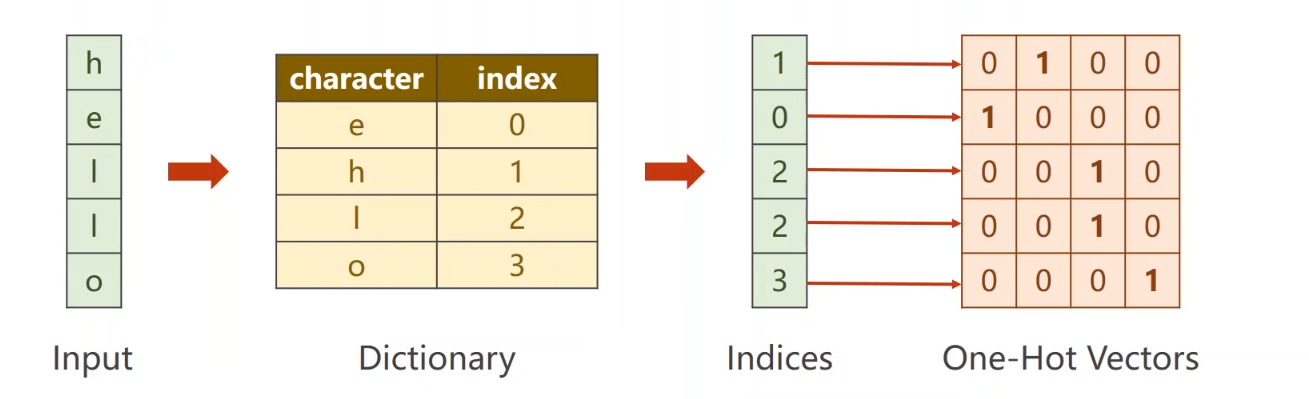 h
e
l
l
o
Input
character index
e 0
h 1
l 2
o 3
Dictionary
1
0
2
2
3
Indices
0 1 0 0
1 0 0 0
0 0 1 0
0 0 1 0
0 0 0 1
One-Hot Vectors